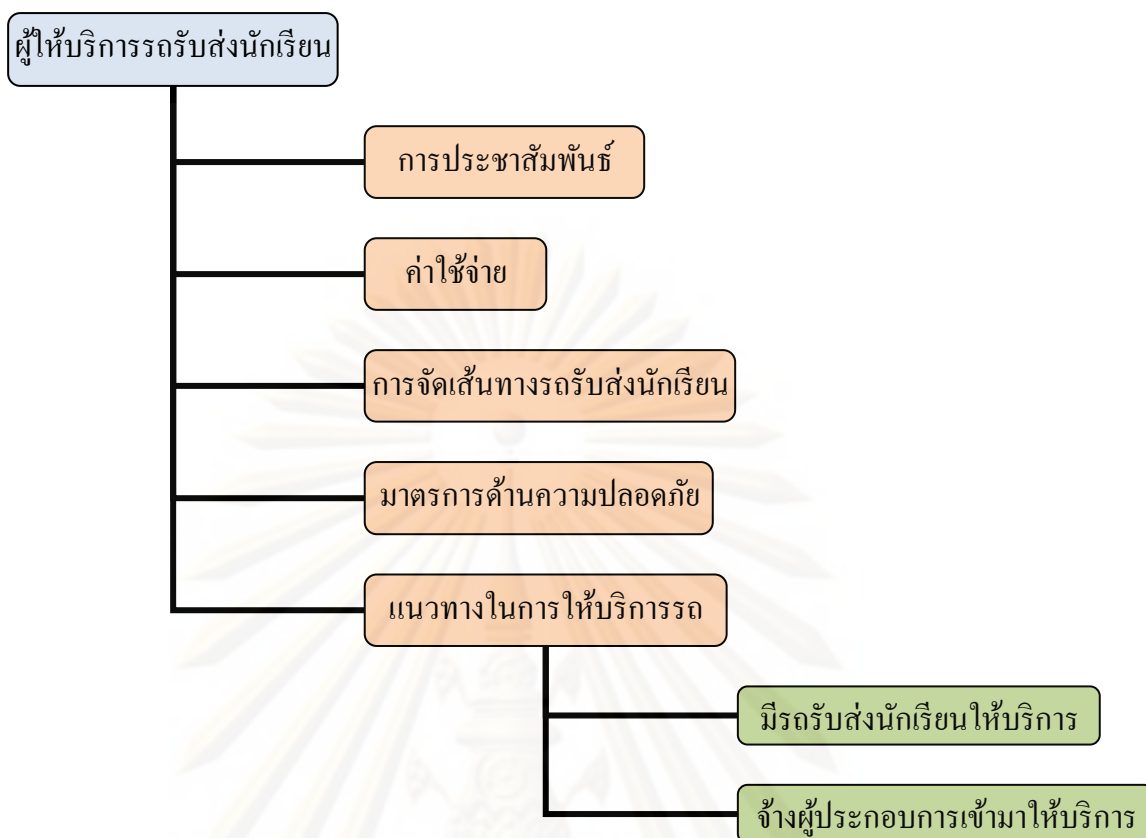 ผู้ให้บริการรถรับส่งนักเรียน
การประชาสัมพันธ์
ค่าใช้จ่าย
การจัดเส้นทางรถรับส่งนักเรียน
มาตรการด้านความปลอดภัย
แนวทางในการให้บริการรถ
มีรถรับส่งนักเรียนให้บริการ
จ้างผู้ประกอบการเข้ามาให้บริการ